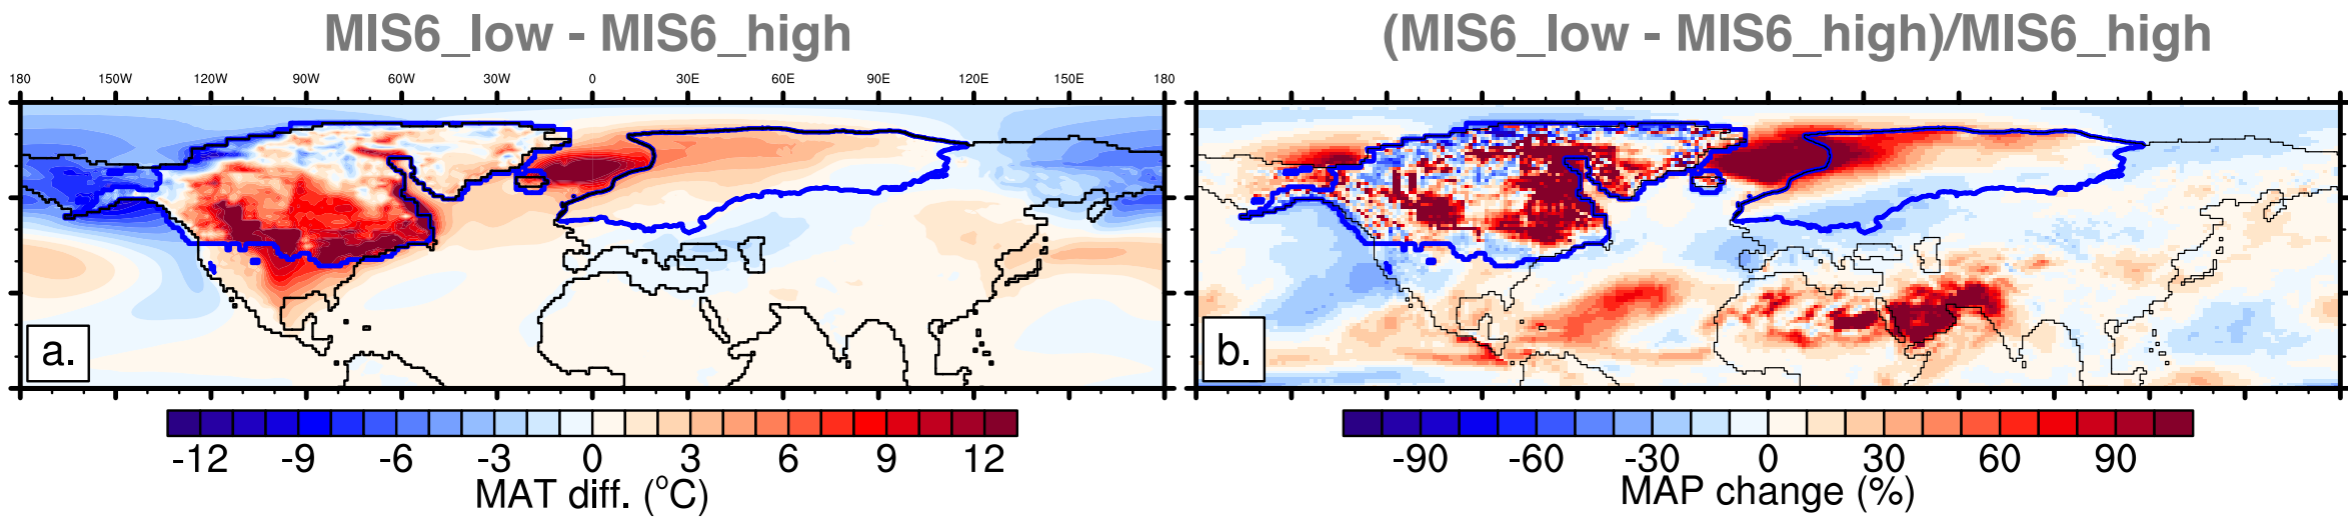 MIS6_low - MIS6_high
(MIS6_low - MIS6_high)/MIS6_high
180 150W 120W 90W 60W 30W 0 30E 60E 90E 120E 150E 180
a.
b.
-12 -9 -6 -3 0 3 6 9 12
MAT diff. (°C)
-90 -60 -30 0 30 60 90
MAP change (%)